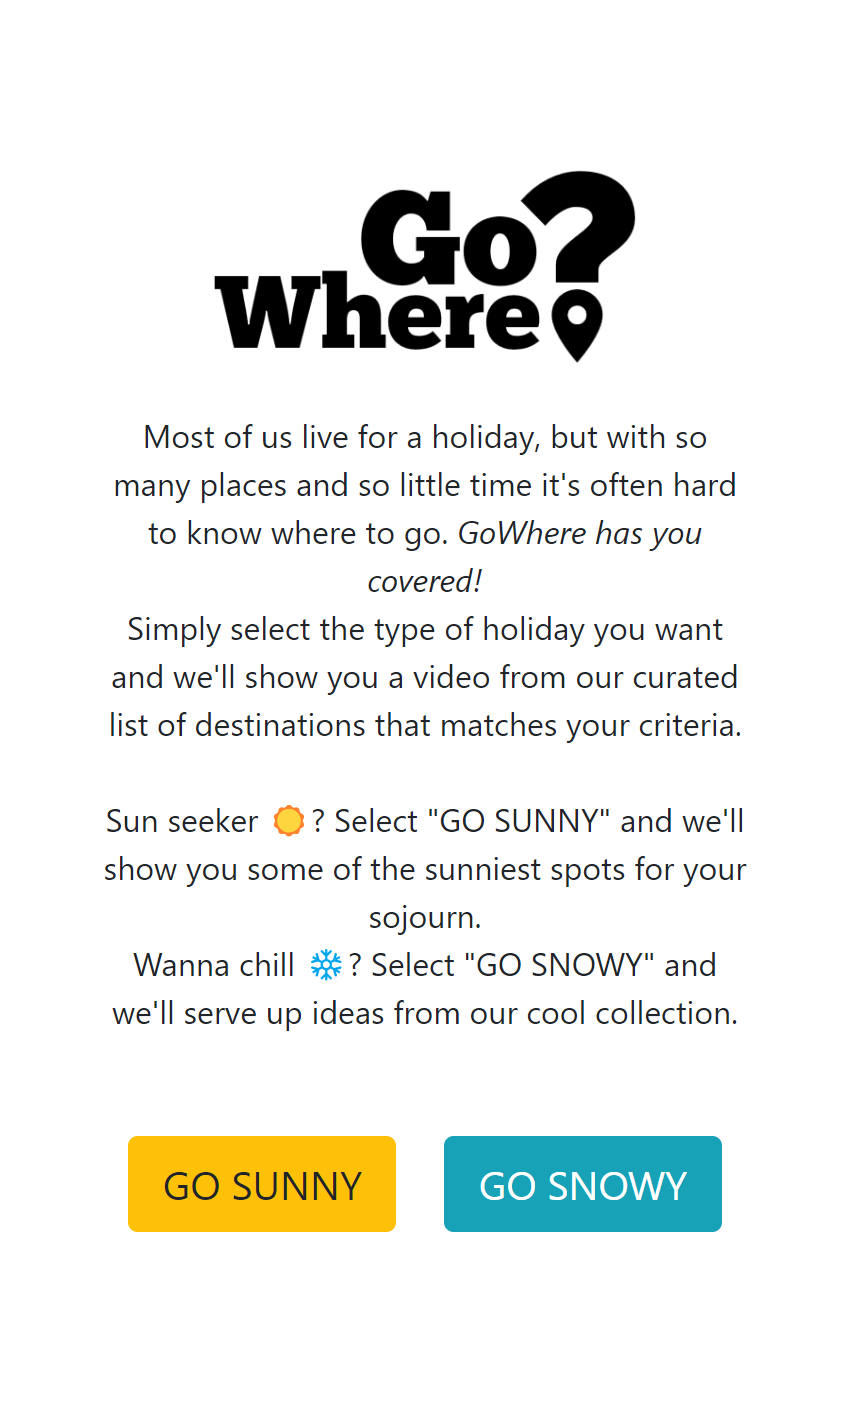 Go?
Where
Most of us live for a holiday, but with so
many places and so little time it's often hard
to know where to go. GoWhere has you
covered!
Simply select the type of holiday you want
and we'll show you a video from our curated
list of destinations that matches your criteria.
Sun seeker ☀️? Select "GO SUNNY" and we'll
show you some of the sunniest spots for your
sojourn.
Wanna chill ❄️? Select "GO SNOWY" and
we'll serve up ideas from our cool collection.
GO SUNNY
GO SNOWY